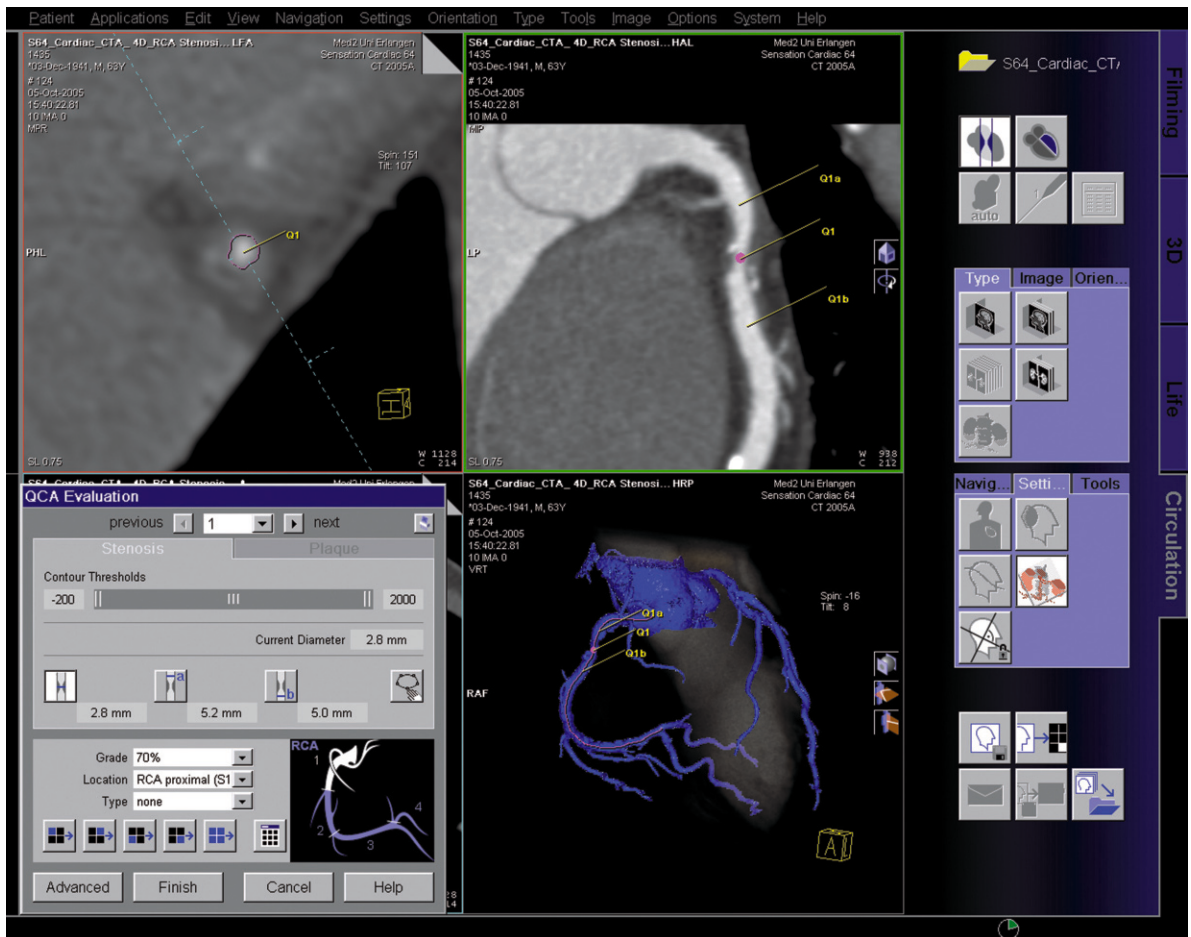 Patient Applications Edit View Navigation Settings Orientation Type Tools Image Options System Help
S64_Cardiac_CTA_ 4D_RCA Stenosi...LFA
1435
*03-Dec-1941, M, 63Y
# 124
05-Oct-2005
15:40:22.81
10 IMA 0
MPR
Med2 Uni Erlangen
Sensation Cardiac 64
CT 2005A
Spin: 151
Tilt: 107
Q1
PHL
SL 0.75
W 1128
C 214
S64_Cardiac_CTA_ 4D_RCA Stenosi...HAL
1435
*03-Dec-1941, M, 63Y
# 124
05-Oct-2005
15:40:22.81
10 IMA 0
Med2 Uni Erlangen
Sensation Cardiac 64
CT 2005A
Q1a
Q1
LP
Q1b
SL 0.75
W 938
C 212
QCA Evaluation
previous 1 next
Stenosis Plaque
Contour Thresholds
-200 2000
Current Diameter 2.8 mm
a
b
2.8 mm 5.2 mm 5.0 mm
Grade 70%
Location RCA proximal (S1
Type none
RCA
1
2
3
4
Advanced Finish Cancel Help
S64_Cardiac_CTA_ 4D_RCA Stenosi...HRP
1435
*03-Dec-1941, M, 63Y
# 124
05-Oct-2005
15:40:22.81
10 IMA 0
VRT
Med2 Uni Erlangen
Sensation Cardiac 64
CT 2005A
Spin: -16
Tilt: 8
Q1a
Q1
Q1b
RAF
A
S64_Cardiac_CT
auto
1
Type Image Orien...
Navig... Setti... Tools
Filming
3D
Life
Circulation